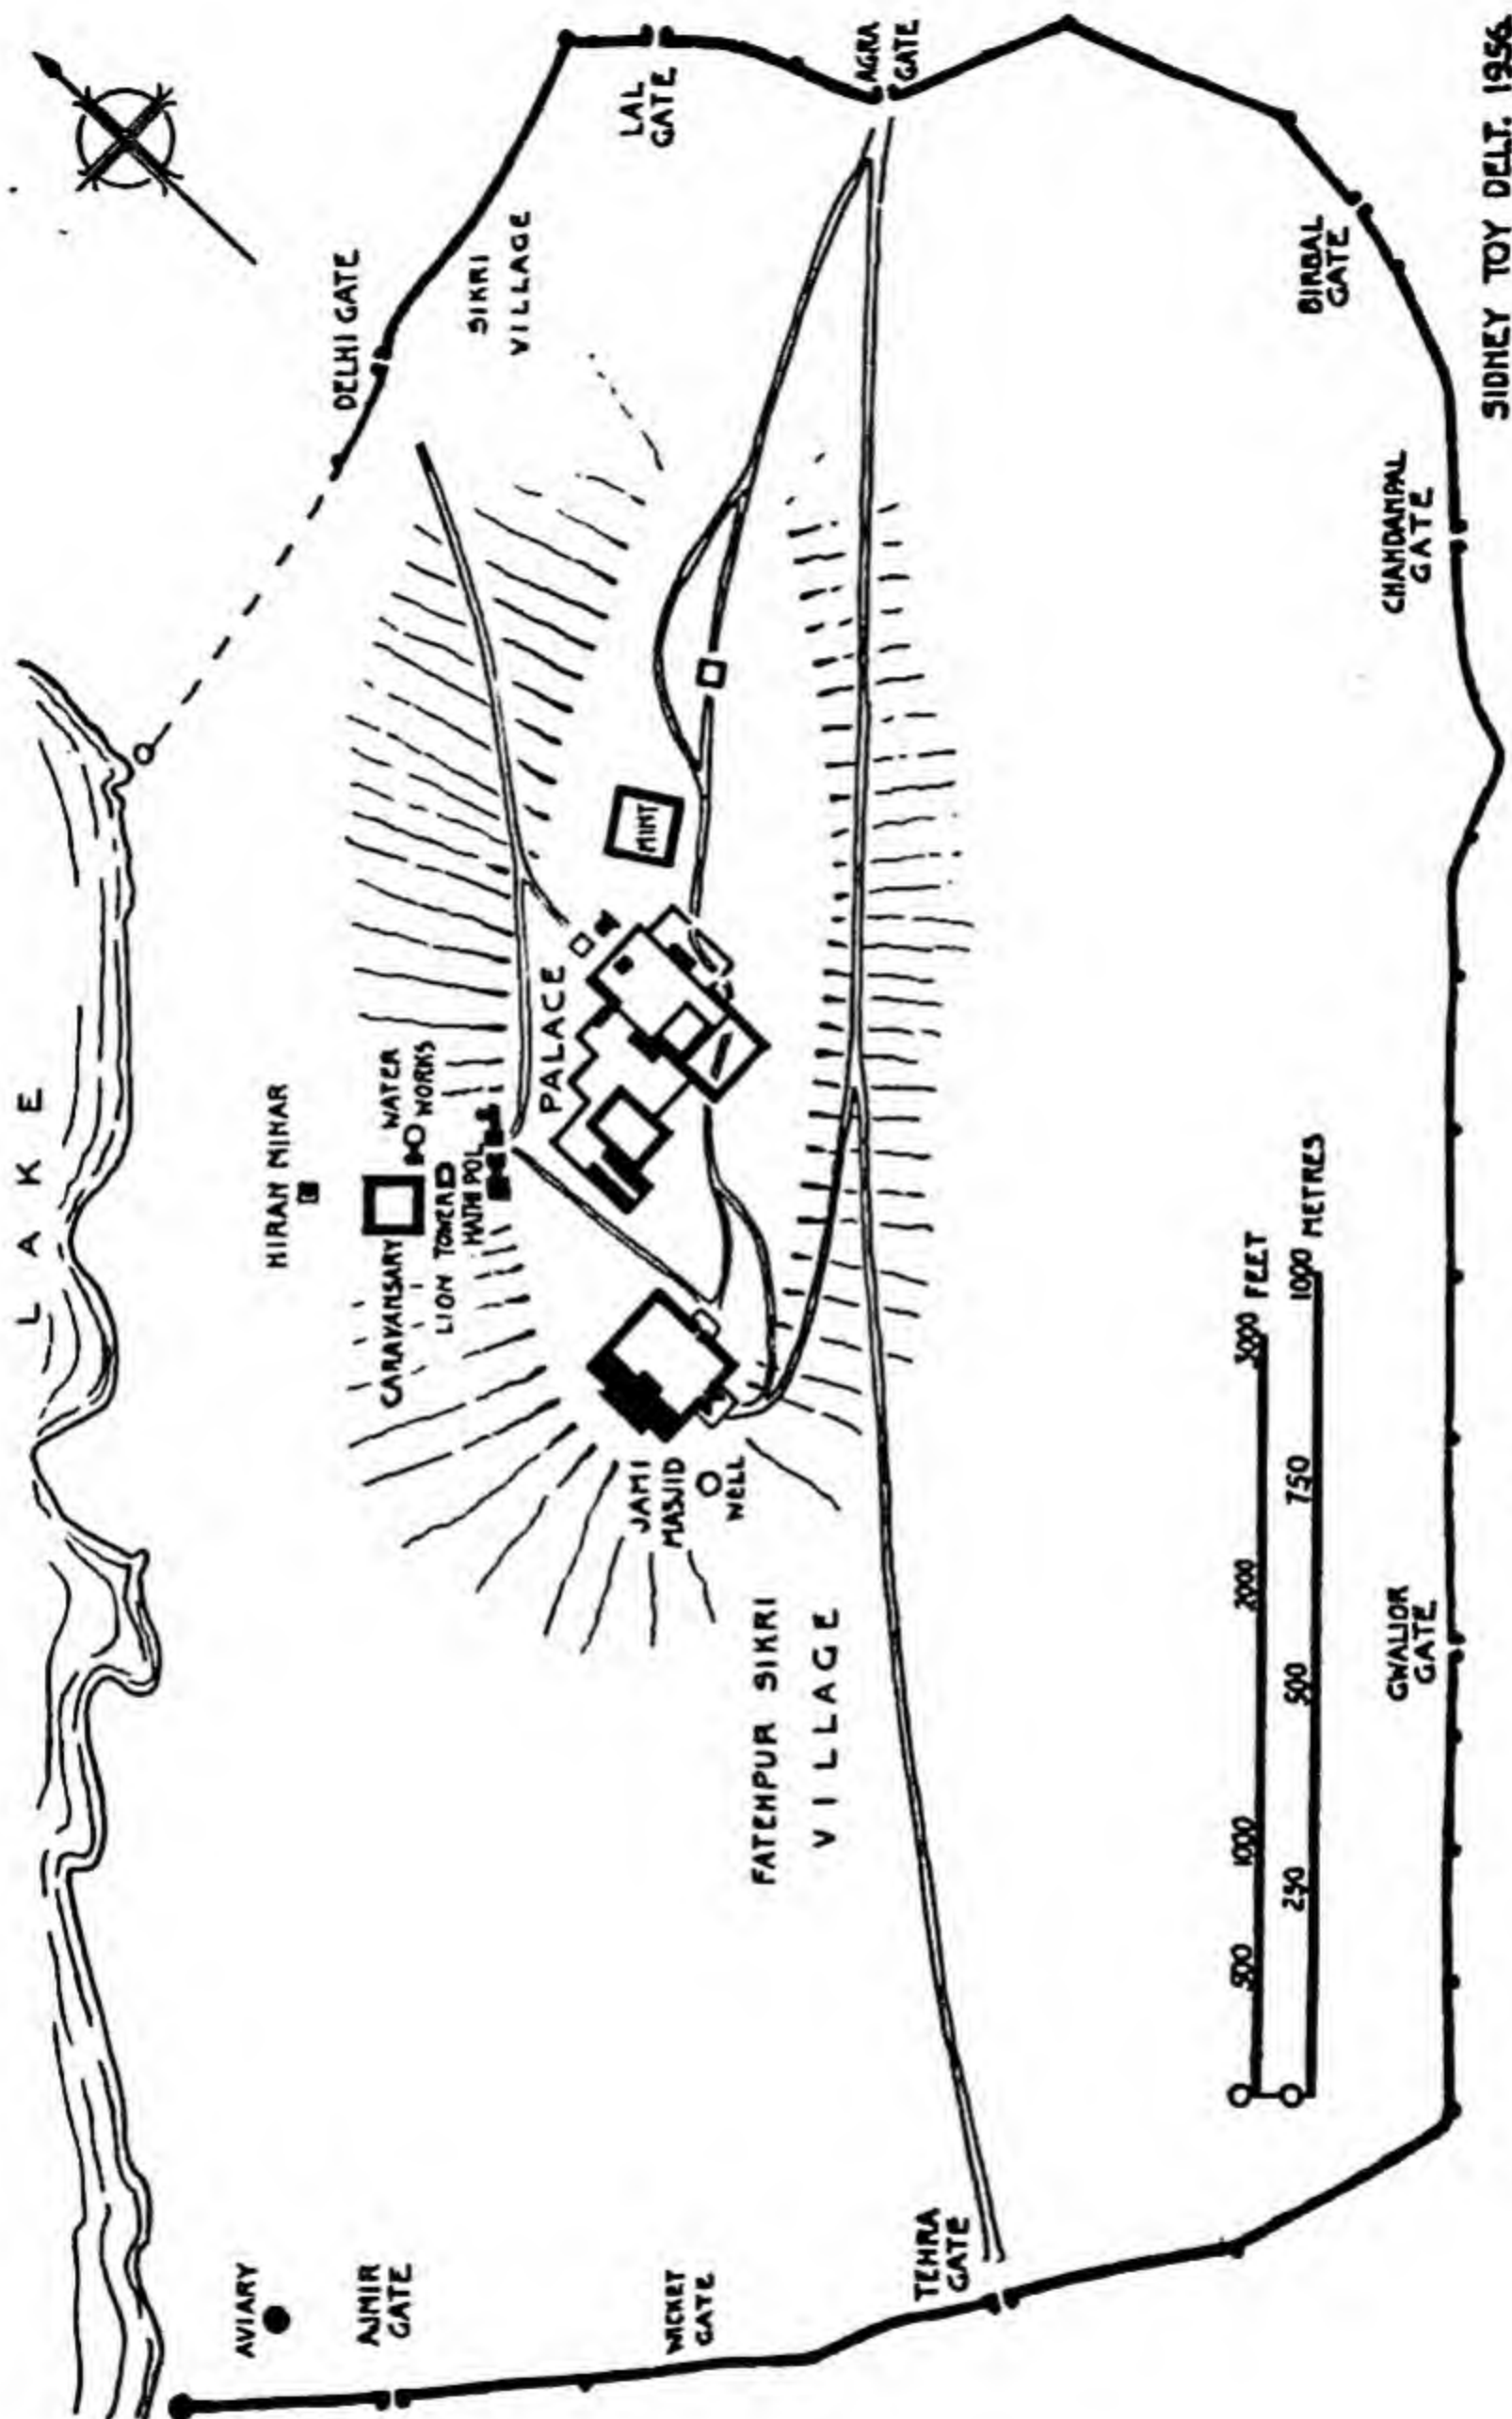 LAKE
AVIARY
AJMIR
GATE
WICKET
GATE
TEHRA
GATE
HIRAN MINAR
CARAVANSARY
WATER
WORKS
LION TOWER
HATHI POL
PALACE
MINT
JAMI
MASJID
WELL
FATEHPUR SIKRI
VILLAGE
DELHI GATE
SIKRI
VILLAGE
LAL
GATE
AGRA
GATE
BIRBAL
GATE
CHANDANPAL
GATE
GWALIOR
GATE
500 1000 2000 3000 FEET
250 500 750 1000 METRES
SIDNEY TOY DELT. 1956.